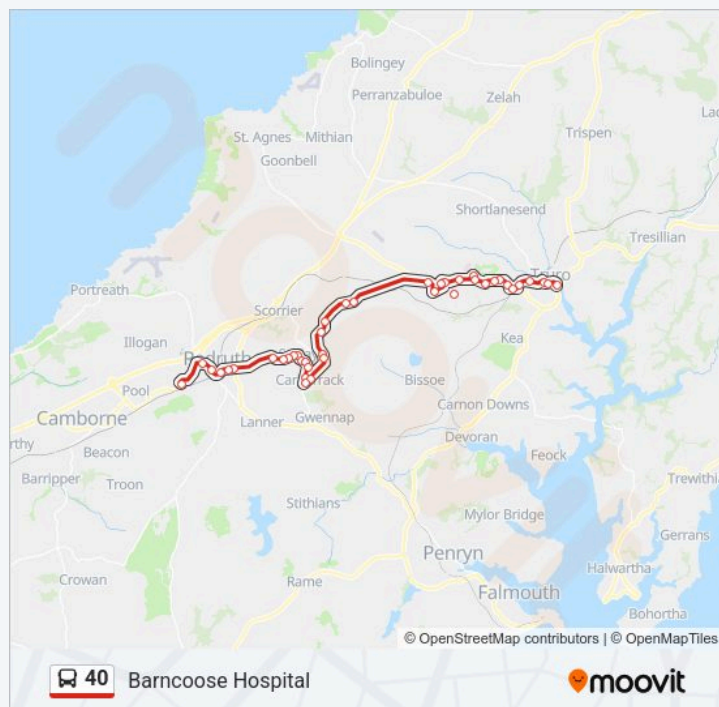 Bolingey
Perranzabuloe
Zelah
Trispen
St. Agnes
Mithian
Goonbell
Shortlanesend
Tresillian
Truro
Portreath
Scorrier
Illogan
Redruth
Kea
Pool
Carharrack
Bissoe
Camborne
Gwennap
Carnon Downs
Lanner
Devoran
Beacon
Feock
Barripper
Troon
Trewithia
Stithians
Mylor Bridge
Gerrans
Penryn
Crowan
Rame
Halwartha
Falmouth
Bohortha
© OpenStreetMap contributors | © OpenMapTiles
40 Barncoose Hospital
moovit